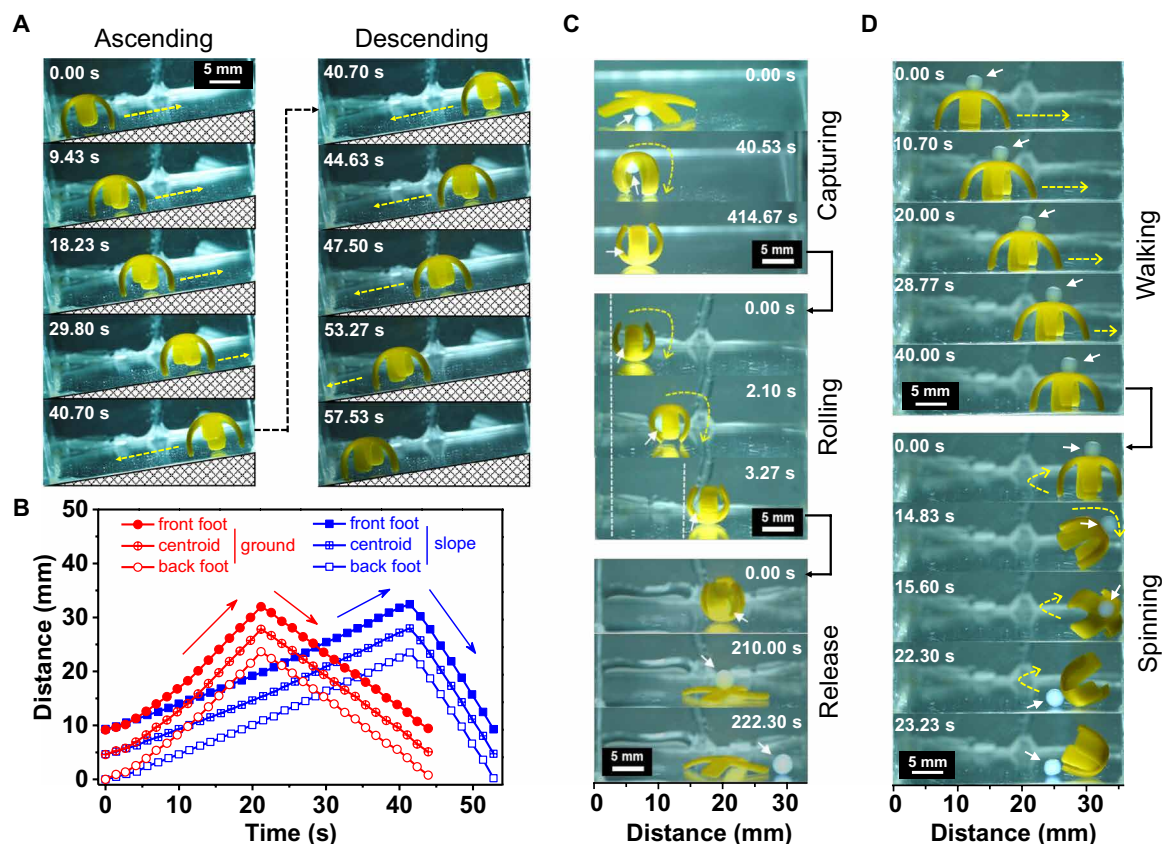 A
Ascending
Descending
0.00 s
5 mm
9.43 s
18.23 s
29.80 s
40.70 s
40.70 s
44.63 s
47.50 s
53.27 s
57.53 s
B
Distance (mm)
50
40
30
20
10
0
front foot
centroid
back foot
ground
front foot
centroid
back foot
slope
0 10 20 30 40 50
Time (s)
C
0.00 s
40.53 s
414.67 s
5 mm
Capturing
0.00 s
2.10 s
3.27 s
5 mm
Rolling
0.00 s
210.00 s
222.30 s
5 mm
Release
0 10 20 30
Distance (mm)
D
0.00 s
10.70 s
20.00 s
28.77 s
40.00 s
5 mm
Walking
0.00 s
14.83 s
15.60 s
22.30 s
23.23 s
5 mm
Spinning
0 10 20 30
Distance (mm)